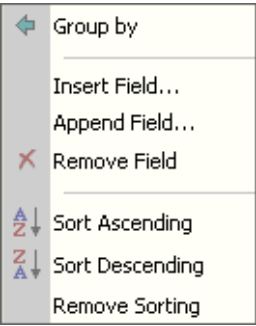 Group by
Insert Field...
Append Field...
Remove Field
A
Z
Sort Ascending
Z
A
Sort Descending
Remove Sorting